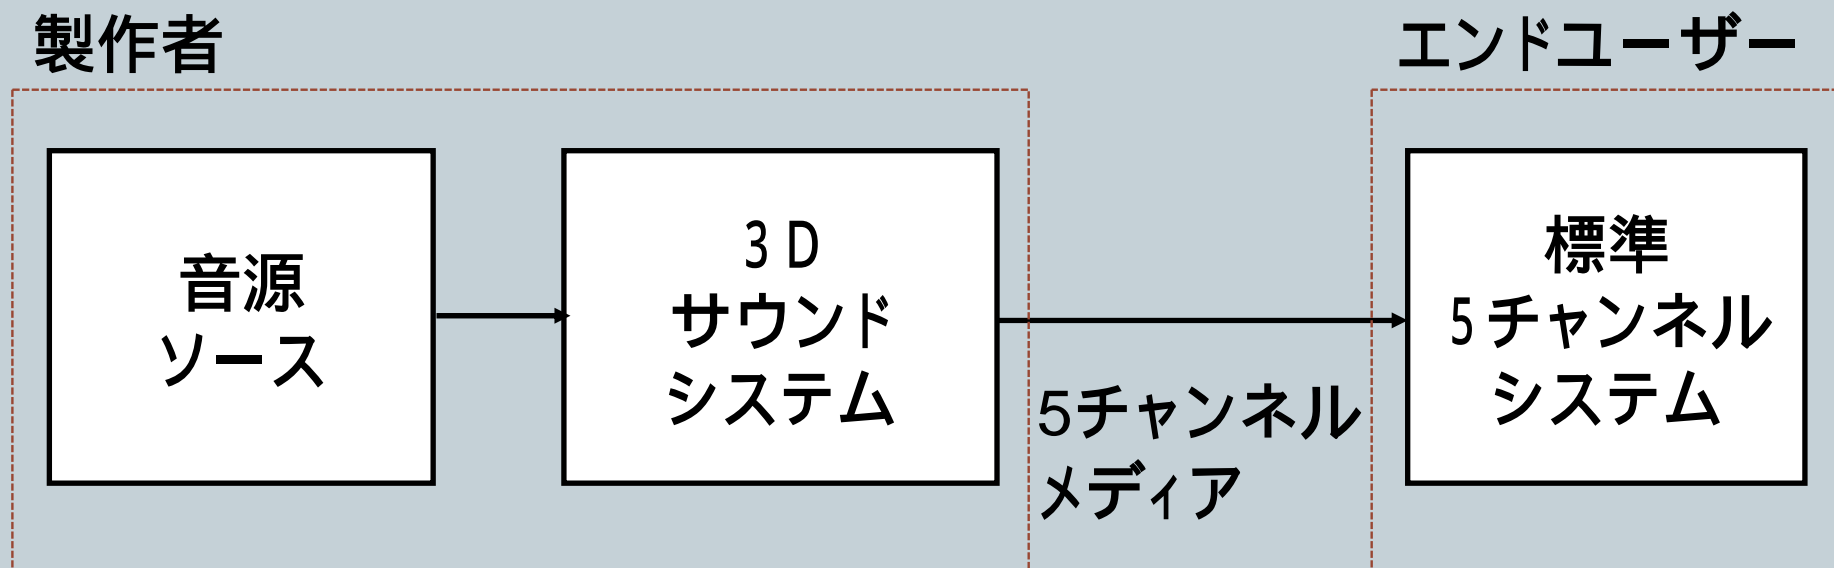 製作者
エンドユーザー
音源
ソース
3 D
サウンド
システム
5チャンネル
メディア
標準
5チャンネル
システム